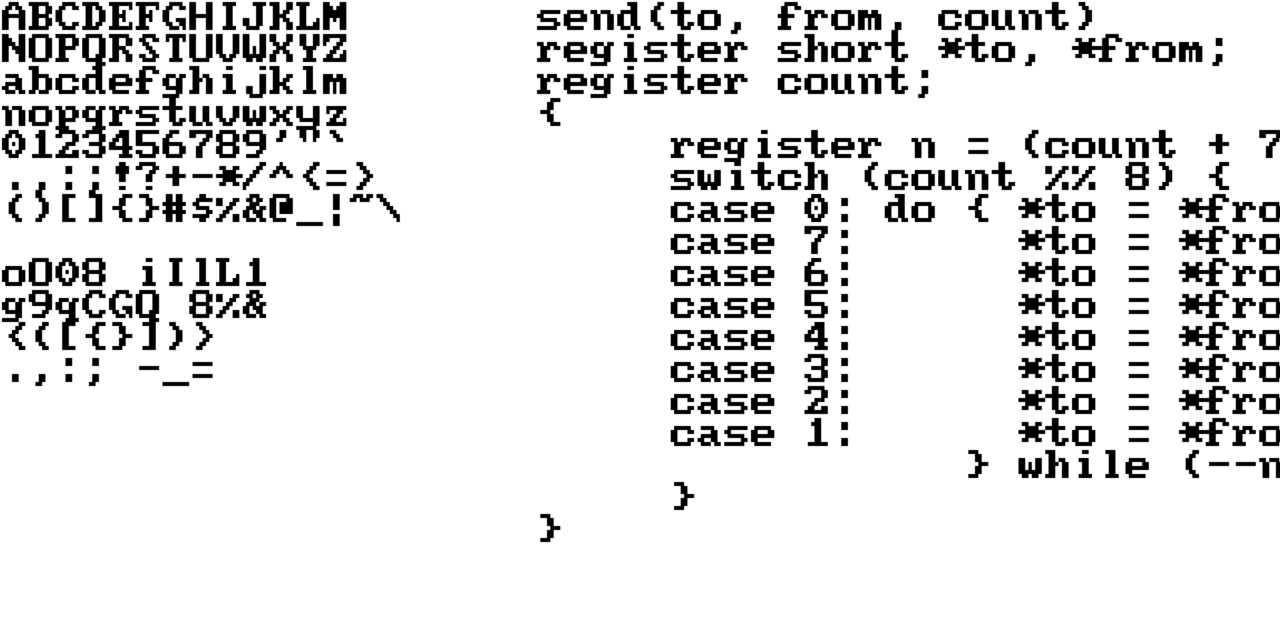 ABCDEFGHIJKLM
NOPQRSTUVWXYZ
abcdefghijklm
nopqrstuvwxyz
0123456789'"`
.,:;!?+-*/^<=>
()[]{}#$%&@_¦~\
oO08 iIlL1
g9qCGQ 8%&
<([{}])>
.,:; -_=
send(to, from, count)
register short *to, *from;
register count;
{
register n = (count + 7
switch (count %% 8) {
case 0: do { *to = *fro
case 7: *to = *fro
case 6: *to = *fro
case 5: *to = *fro
case 4: *to = *fro
case 3: *to = *fro
case 2: *to = *fro
case 1: *to = *fro
} while (--n
}
}